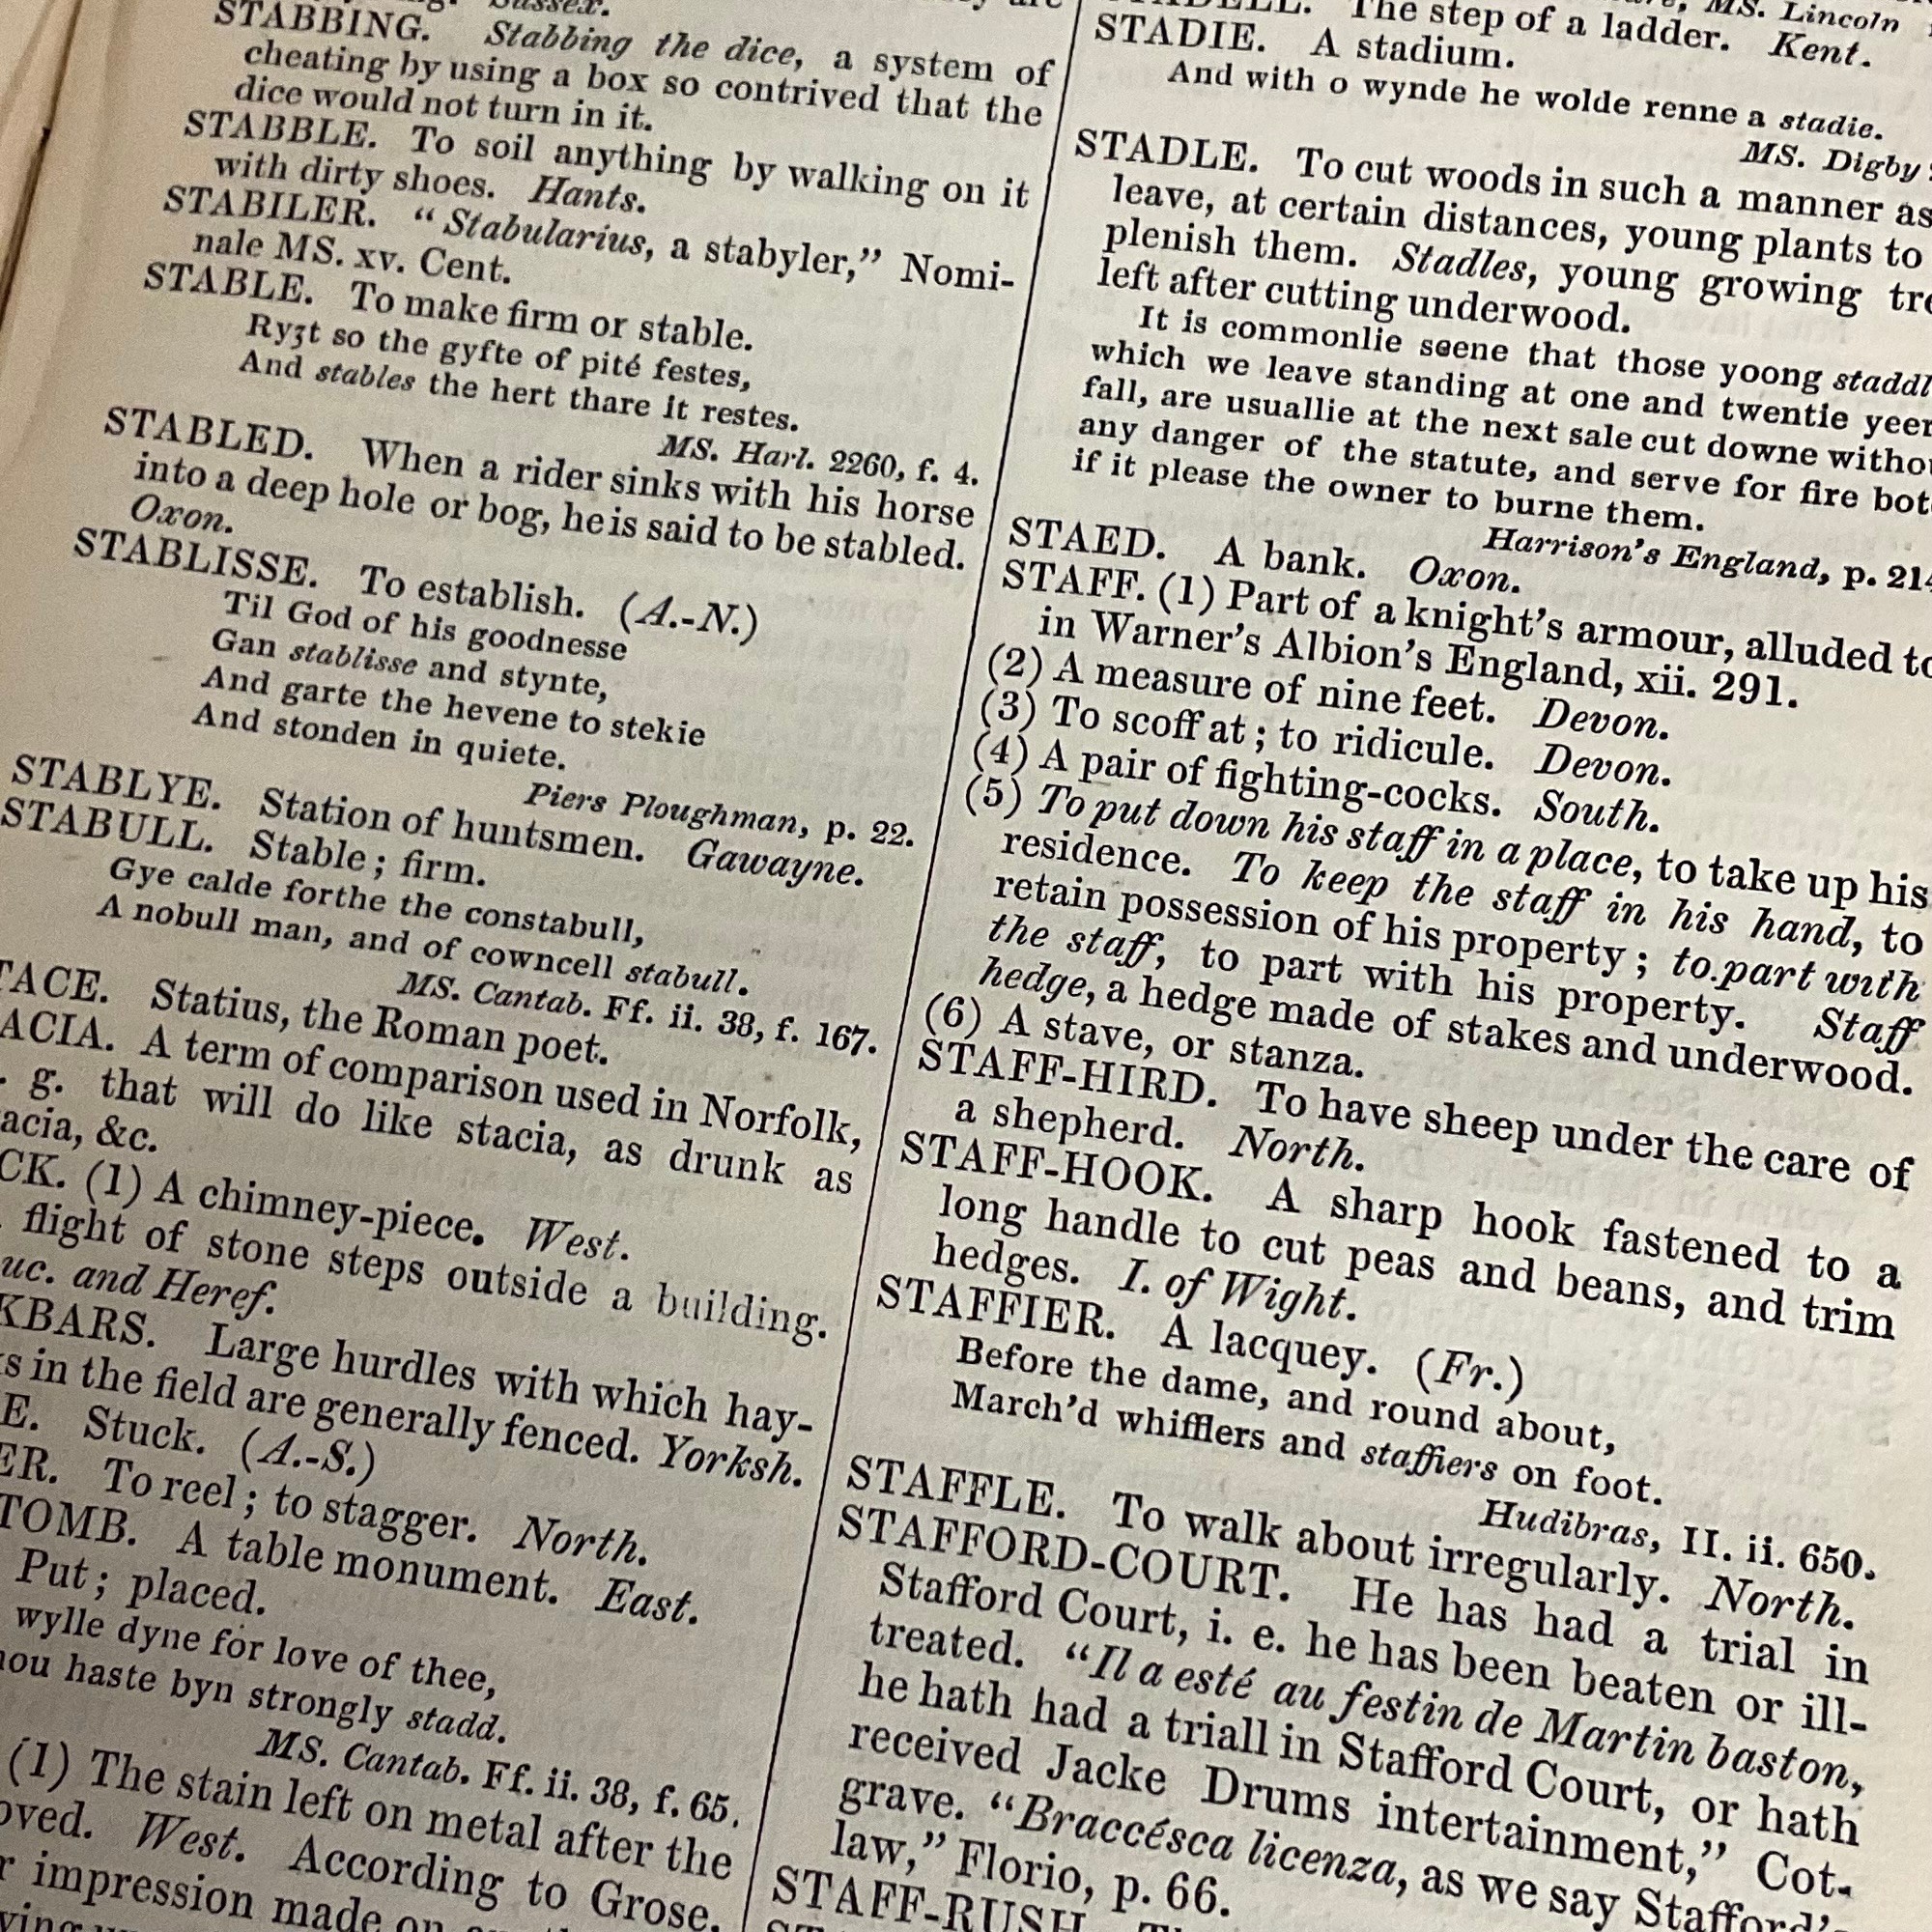 Sussex.
STABBING. Stabbing the dice, a system of
cheating by using a box so contrived that the
dice would not turn in it.
STABBLE. To soil anything by walking on it
with dirty shoes. Hants.
STABILER. "Stabularius, a stabyler," Nomi-
nale MS. xv. Cent.
STABLE. To make firm or stable.
Ryȝt so the gyfte of pité festes,
And stables the hert thare it restes.
MS. Harl. 2260, f. 4.
STABLED. When a rider sinks with his horse
into a deep hole or bog, he is said to be stabled.
Oxon.
STABLISSE. To establish. (A.-N.)
Til God of his goodnesse
Gan stablisse and stynte,
And garte the hevene to stekie
And stonden in quiete.
Piers Ploughman, p. 22.
STABLYE. Station of huntsmen. Gawayne.
STABULL. Stable; firm.
Gye calde forthe the constabull,
A nobull man, and of cowncell stabull.
MS. Cantab. Ff. ii. 38, f. 167.
TACE. Statius, the Roman poet.
ACIA. A term of comparison used in Norfolk,
. g. that will do like stacia, as drunk as
acia, &c.
CK. (1) A chimney-piece. West.
flight of stone steps outside a building.
uc. and Heref.
KBARS. Large hurdles with which hay-
s in the field are generally fenced. Yorksh.
E. Stuck. (A.-S.)
ER. To reel; to stagger. North.
TOMB. A table monument. East.
Put; placed.
wylle dyne for love of thee,
ou haste byn strongly stadd.
MS. Cantab. Ff. ii. 38, f. 65.
(1) The stain left on metal after the
oved. West. According to Grose,
r impression made on
The step of a ladder. Kent.
MS. Lincoln
STADIE. A stadium.
And with o wynde he wolde renne a stadie.
MS. Digby
STADLE. To cut woods in such a manner as
leave, at certain distances, young plants to
plenish them. Stadles, young growing tre
left after cutting underwood.
It is commonlie seene that those yoong staddl
which we leave standing at one and twentie yeer
fall, are usuallie at the next sale cut downe withou
any danger of the statute, and serve for fire bot
if it please the owner to burne them.
Harrison's England, p. 214
STAED. A bank. Oxon.
STAFF. (1) Part of a knight's armour, alluded to
in Warner's Albion's England, xii. 291.
(2) A measure of nine feet. Devon.
(3) To scoff at; to ridicule. Devon.
(4) A pair of fighting-cocks. South.
(5) To put down his staff in a place, to take up his
residence. To keep the staff in his hand, to
retain possession of his property; to part with
the staff, to part with his property. Staff
hedge, a hedge made of stakes and underwood.
(6) A stave, or stanza.
STAFF-HIRD. To have sheep under the care of
a shepherd. North.
STAFF-HOOK. A sharp hook fastened to a
long handle to cut peas and beans, and trim
hedges. I. of Wight.
STAFFIER. A lacquey. (Fr.)
Before the dame, and round about,
March'd whifflers and staffiers on foot.
Hudibras, II. ii. 650.
STAFFLE. To walk about irregularly. North.
STAFFORD-COURT. He has had a trial in
Stafford Court, i. e. he has been beaten or ill-
treated. "Il a esté au festin de Martin baston,
he hath had a triall in Stafford Court, or hath
received Jacke Drums intertainment," Cot-
grave. "Braccésca licenza, as we say Stafford's
law," Florio, p. 66.
STAFF-RUSH.